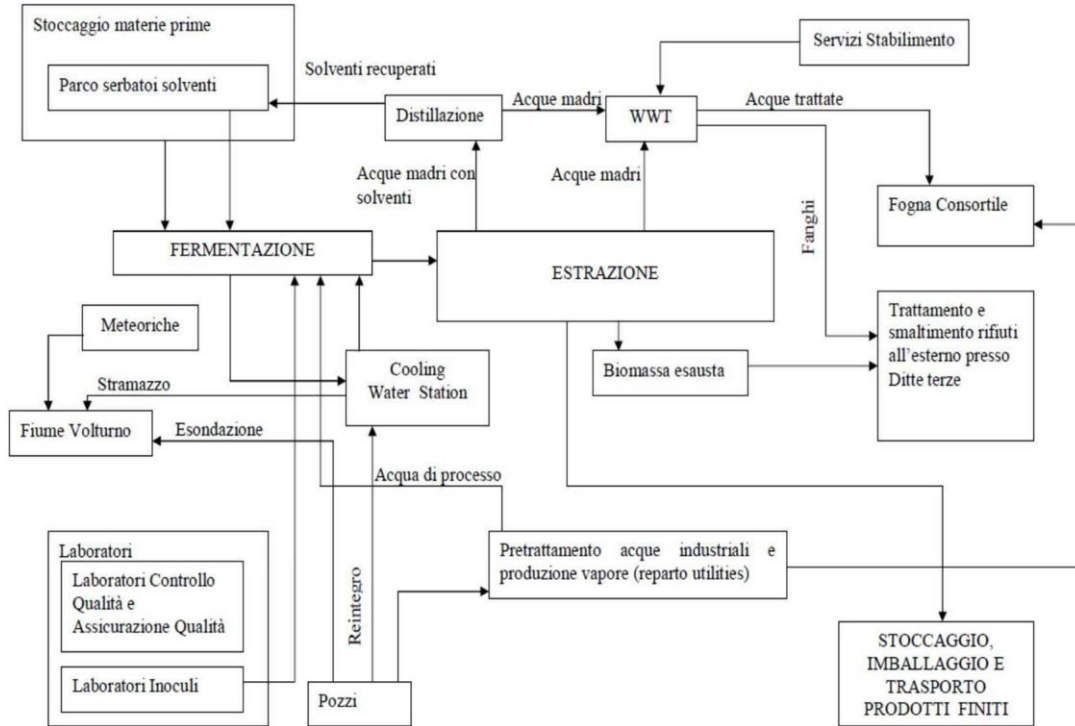 Stoccaggio materie prime
Parco serbatoi solventi
Solventi recuperati
Distillazione
Acque madri
WWT
Servizi Stabilimento
Acque trattate
Acque madri con
solventi
Acque madri
Fanghi
Fogna Consortile
FERMENTAZIONE
ESTRAZIONE
Meteoriche
Stramazzo
Fiume Volturno
Esondazione
Cooling
Water Station
Biomassa esausta
Trattamento e
smaltimento rifiuti
all'esterno presso
Ditte terze
Acqua di processo
Pretrattamento acque industriali e
produzione vapore (reparto utilities)
Reintegro
Laboratori
Laboratori Controllo
Qualità e
Assicurazione Qualità
Laboratori Inoculi
Pozzi
STOCCAGGIO,
IMBALLAGGIO E
TRASPORTO
PRODOTTI FINITI